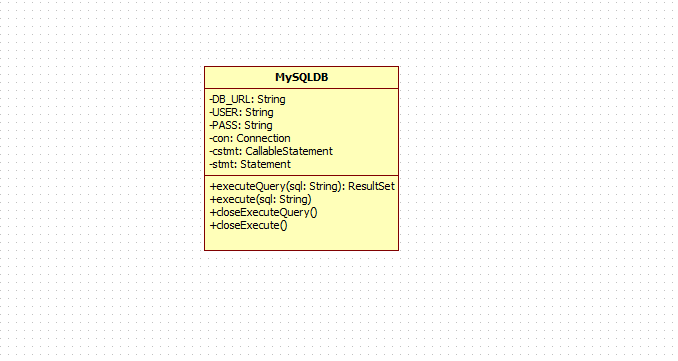 MySQLDB
-DB_URL: String
-USER: String
-PASS: String
-con: Connection
-cstmt: CallableStatement
-stmt: Statement
+executeQuery(sql: String): ResultSet
+execute(sql: String)
+closeExecuteQuery()
+closeExecute()